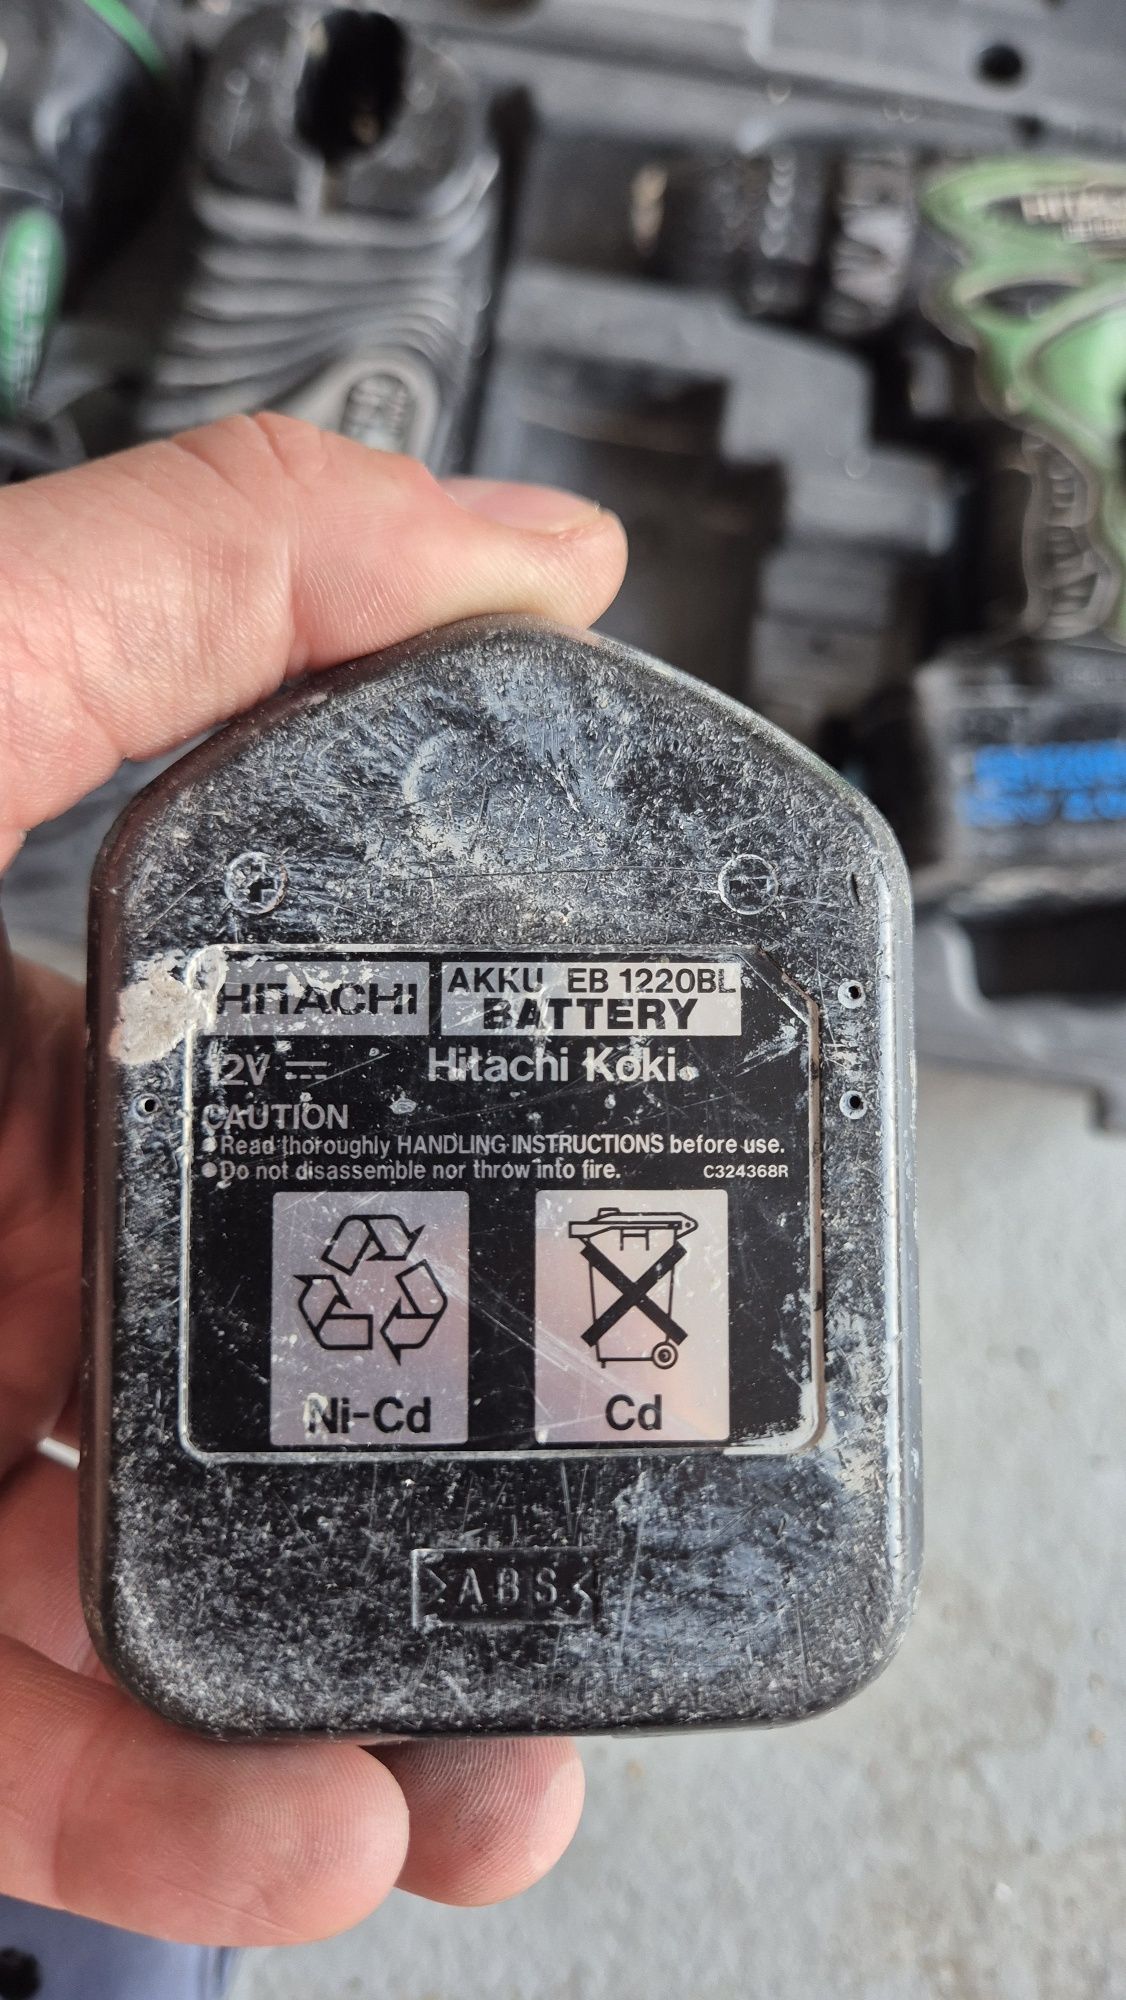 HITACHI
AKKU EB 1220BL
BATTERY
12V
Hitachi Koki
CAUTION
●Read thoroughly HANDLING INSTRUCTIONS before use.
●Do not disassemble nor throw into fire.
C324368R
Ni-Cd
Cd
>ABS<
HITACHI